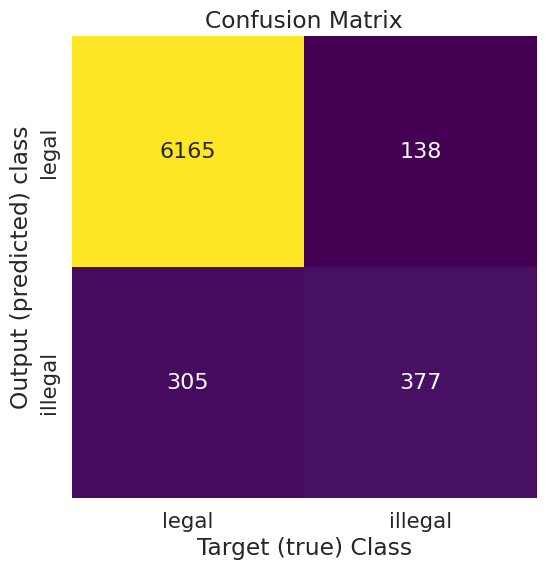 Confusion Matrix
Output (predicted) class
legal
6165
138
illegal
305
377
legal
illegal
Target (true) Class